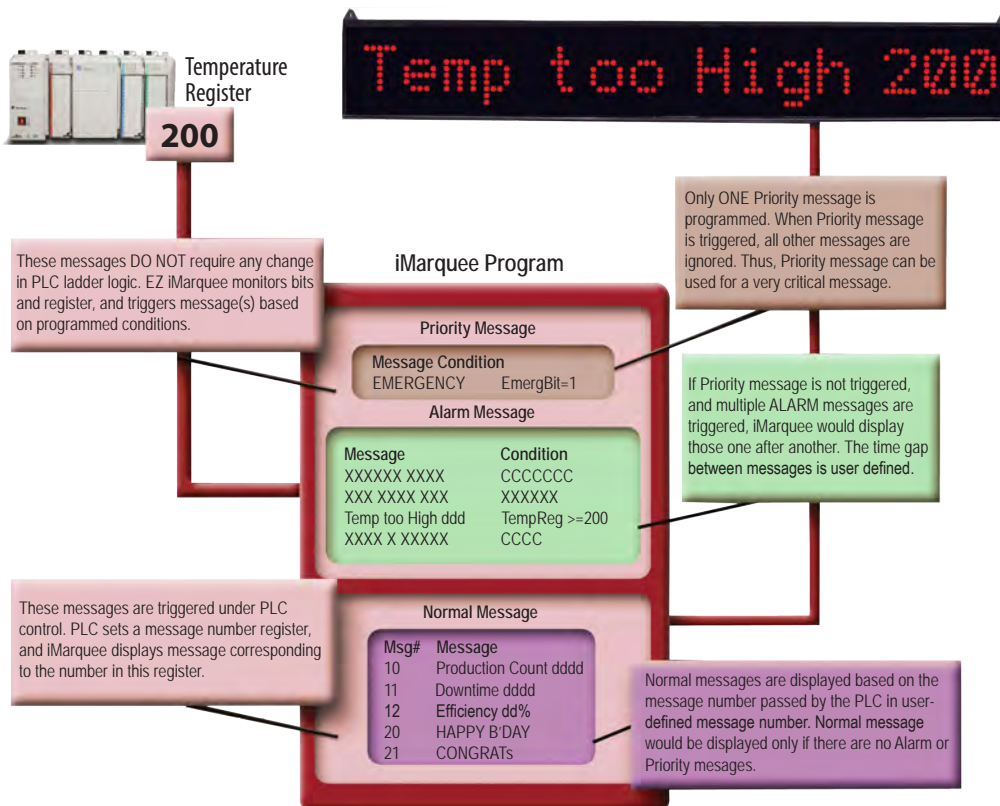 Temp too High 200
Temperature
Register
200
Only ONE Priority message is
programmed. When Priority message
is triggered, all other messages are
ignored. Thus, Priority message can be
used for a very critical message.
These messages DO NOT require any change
in PLC ladder logic. EZ iMarquee monitors bits
and register, and triggers message(s) based
on programmed conditions.
iMarquee Program
Priority Message
Message Condition
EMERGENCY EmergBit=1
Alarm Message
Message Condition
XXXXXX XXXX CCCCCCC
XXX XXXX XXX XXXXXX
Temp too High ddd TempReg >=200
XXXX X XXXXX CCCC
If Priority message is not triggered,
and multiple ALARM messages are
triggered, iMarquee would display
those one after another. The time gap
between messages is user defined.
These messages are triggered under PLC
control. PLC sets a message number register,
and iMarquee displays message corresponding
to the number in this register.
Normal Message
Msg# Message
10 Production Count dddd
11 Downtime dddd
12 Efficiency dd%
20 HAPPY B'DAY
21 CONGRATs
Normal messages are displayed based on the
message number passed by the PLC in user-
defined message number. Normal message
would be displayed only if there are no Alarm or
Priority mesages.